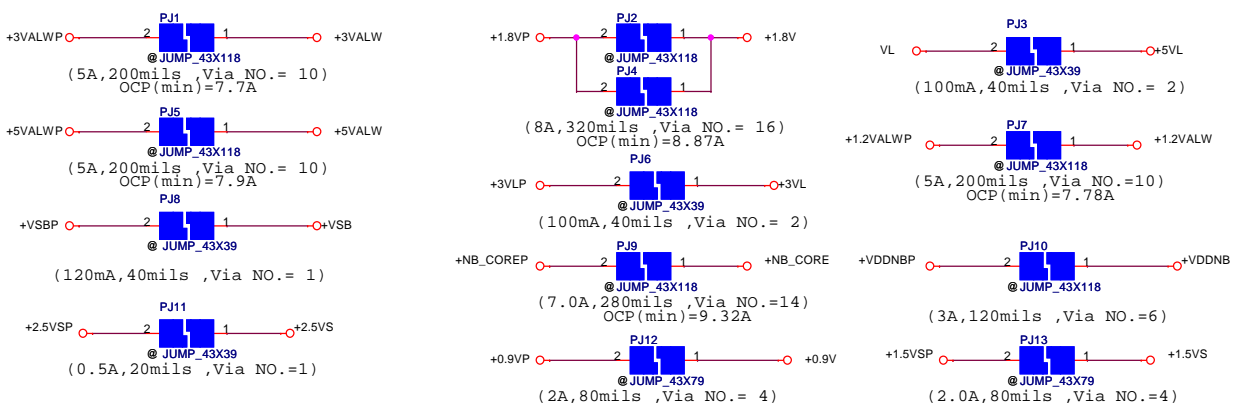 PJ1
+3VALWP 2 1 +3VALW
@ JUMP_43X118
(5A,200mils ,Via NO.= 10)
OCP(min)=7.7A
PJ5
+5VALWP 2 1 +5VALW
@ JUMP_43X118
(5A,200mils ,Via NO.= 10)
OCP(min)=7.9A
PJ8
+VSBP 2 1 +VSB
@ JUMP_43X39
(120mA,40mils ,Via NO.= 1)
PJ11
+2.5VSP 2 1 +2.5VS
@ JUMP_43X39
(0.5A,20mils ,Via NO.=1)
PJ2
+1.8VP 2 1 +1.8V
@ JUMP_43X118
PJ4
2 1
@ JUMP_43X118
(8A,320mils ,Via NO.= 16)
OCP(min)=8.87A
PJ6
+3VLP 2 1 +3VL
@ JUMP_43X39
(100mA,40mils ,Via NO.= 2)
PJ9
+NB_COREP 2 1 +NB_CORE
@ JUMP_43X118
(7.0A,280mils ,Via NO.=14)
OCP(min)=9.32A
PJ12
+0.9VP 2 1 +0.9V
@ JUMP_43X79
(2A,80mils ,Via NO.= 4)
PJ3
VL 2 1 +5VL
@ JUMP_43X39
(100mA,40mils ,Via NO.= 2)
PJ7
+1.2VALWP 2 1 +1.2VALW
@ JUMP_43X118
(5A,200mils ,Via NO.=10)
OCP(min)=7.78A
PJ10
+VDDNBP 2 1 +VDDNB
@ JUMP_43X118
(3A,120mils ,Via NO.=6)
PJ13
+1.5VSP 2 1 +1.5VS
@ JUMP_43X79
(2.0A,80mils ,Via NO.=4)